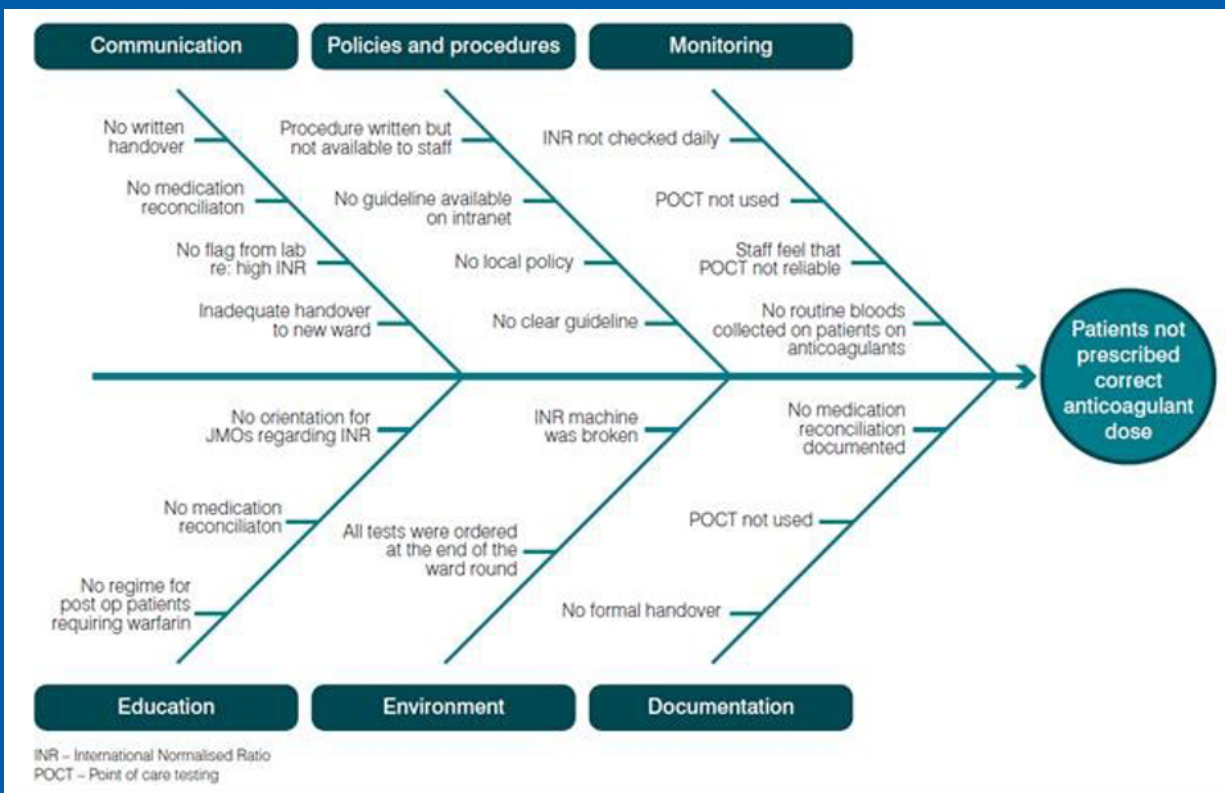 Communication
Policies and procedures
Monitoring
No written
handover
No medication
reconciliaton
No flag from lab
re: high INR
Inadequate handover
to new ward
Procedure written but
not available to staff
No guideline available
on intranet
No local policy
No clear guideline
INR not checked daily
POCT not used
Staff feel that
POCT not reliable
No routine bloods
collected on patients on
anticoagulants
Patients not
prescribed
correct
anticoagulant
dose
No orientation for
JMOs regarding INR
No medication
reconciliaton
No regime for
post op patients
requiring warfarin
INR machine
was broken
All tests were ordered
at the end of the
ward round
No medication
reconciliation
documented
POCT not used
No formal handover
Education
Environment
Documentation
INR – International Normalised Ratio
POCT – Point of care testing